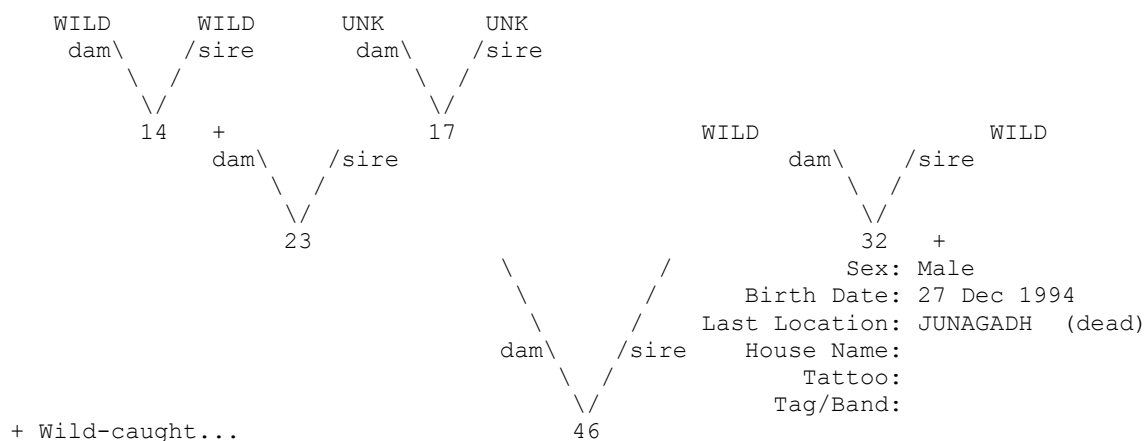 WILD WILD UNK UNK
dam\ /sire dam\ /sire
\ / \ /
\/ \/
14 + 17 WILD WILD
dam\ /sire dam\ /sire
\ / \ /
\/ \/
23 32 +
\ / Sex: Male
\ / Birth Date: 27 Dec 1994
\ / Last Location: JUNAGADH (dead)
dam\ /sire House Name:
\ / Tattoo:
\/ Tag/Band:
+ Wild-caught... 46